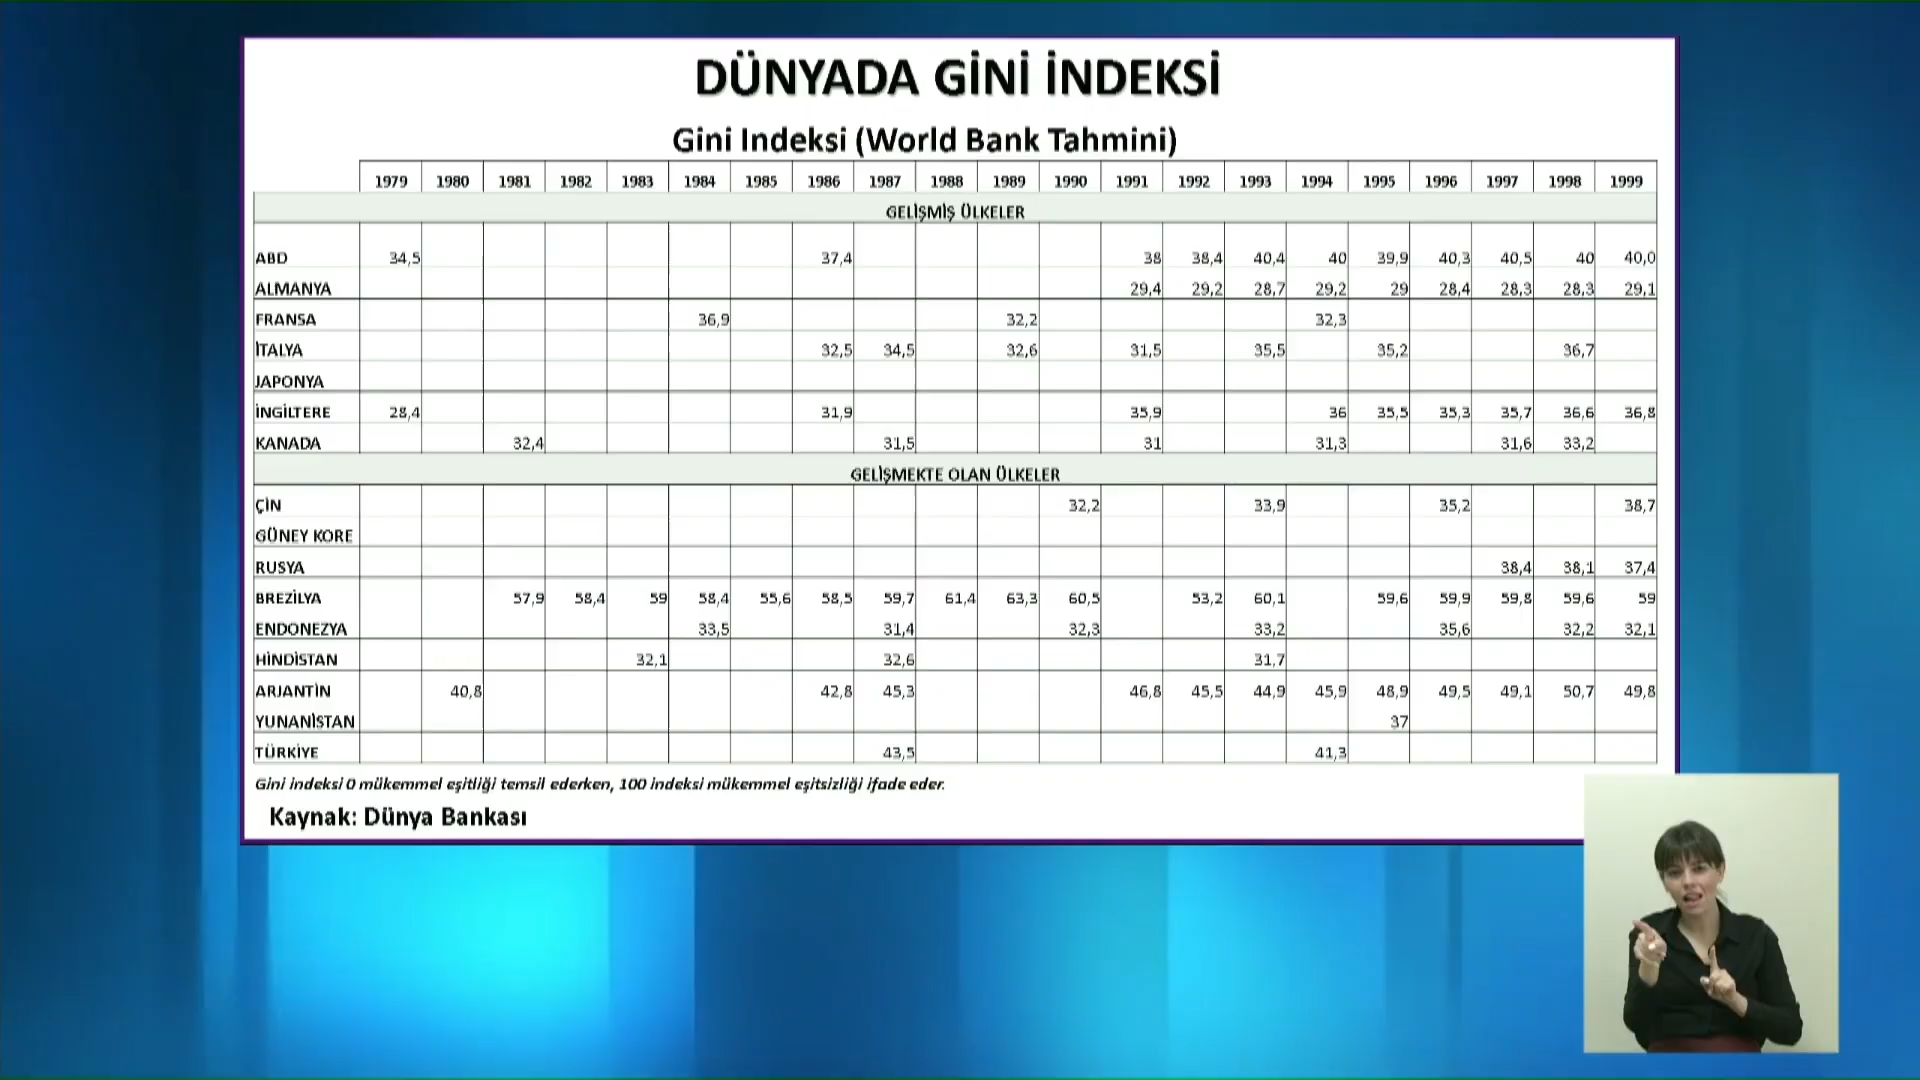 DÜNYADA GİNİ İNDEKSİ
Gini Indeksi (World Bank Tahmini)
1979 1980 1981 1982 1983 1984 1985 1986 1987 1988 1989 1990 1991 1992 1993 1994 1995 1996 1997 1998 1999
GELİŞMİŞ ÜLKELER
ABD 34,5 37,4 38 38,4 40,4 40 39,9 40,3 40,5 40 40,0
ALMANYA 29,4 29,2 28,7 29,2 29 28,4 28,3 28,3 29,1
FRANSA 36,9 32,2 32,3
İTALYA 32,5 34,5 32,6 31,5 35,5 35,2 36,7
JAPONYA
İNGİLTERE 28,4 31,9 35,9 36 35,5 35,3 35,7 36,6 36,8
KANADA 32,4 31,5 31 31,3 31,6 33,2
GELİŞMEKTE OLAN ÜLKELER
ÇİN 32,2 33,9 35,2 38,7
GÜNEY KORE
RUSYA 38,4 38,1 37,4
BREZİLYA 57,9 58,4 59 58,4 55,6 58,5 59,7 61,4 63,3 60,5 53,2 60,1 59,6 59,9 59,8 59,6 59
ENDONEZYA 33,5 31,4 32,3 33,2 35,6 32,2 32,1
HİNDİSTAN 32,1 32,6 31,7
ARJANTİN 40,8 42,8 45,3 46,8 45,5 44,9 45,9 48,9 49,5 49,1 50,7 49,8
YUNANİSTAN 37
TÜRKİYE 43,5 41,3
Gini indeksi 0 mükemmel eşitliği temsil ederken, 100 indeksi mükemmel eşitsizliği ifade eder.
Kaynak: Dünya Bankası